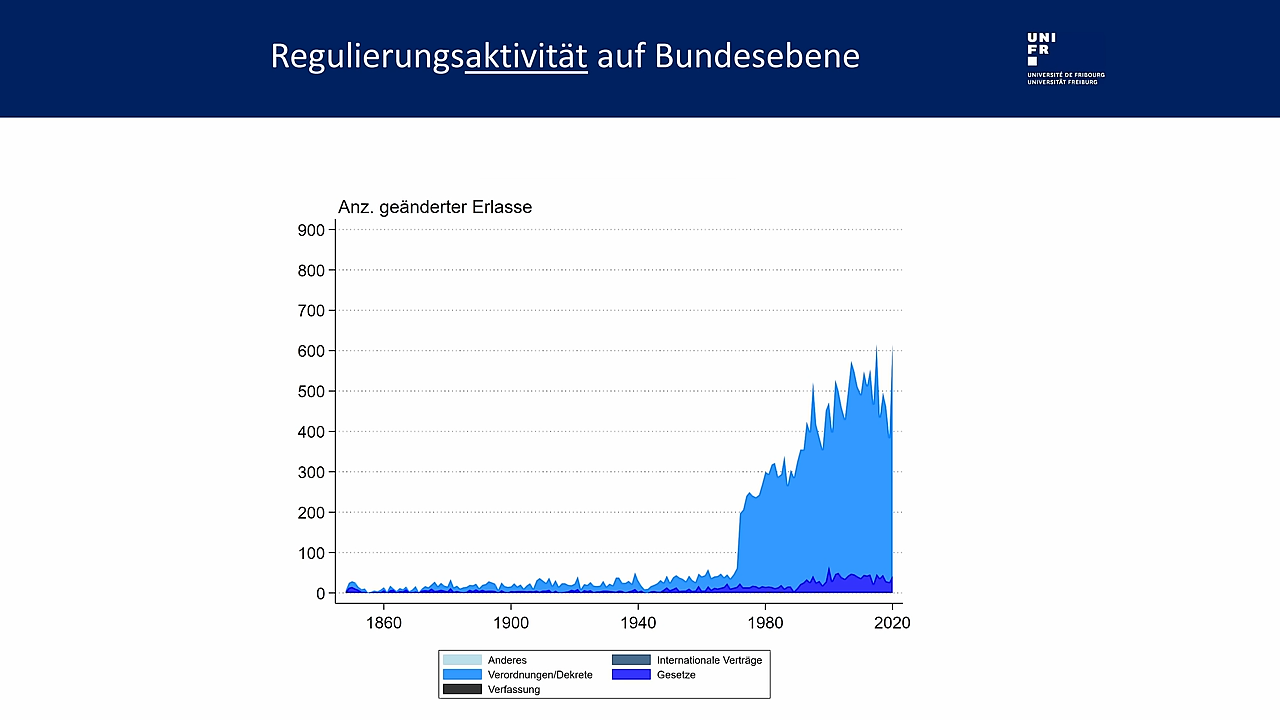 Regulierungsaktivität auf Bundesebene
UNI
FR
UNIVERSITÉ DE FRIBOURG
UNIVERSITÄT FREIBURG
Anz. geänderter Erlasse
900
800
700
600
500
400
300
200
100
0
1860 1900 1940 1980 2020
Anderes Internationale Verträge
Verordnungen/Dekrete Gesetze
Verfassung